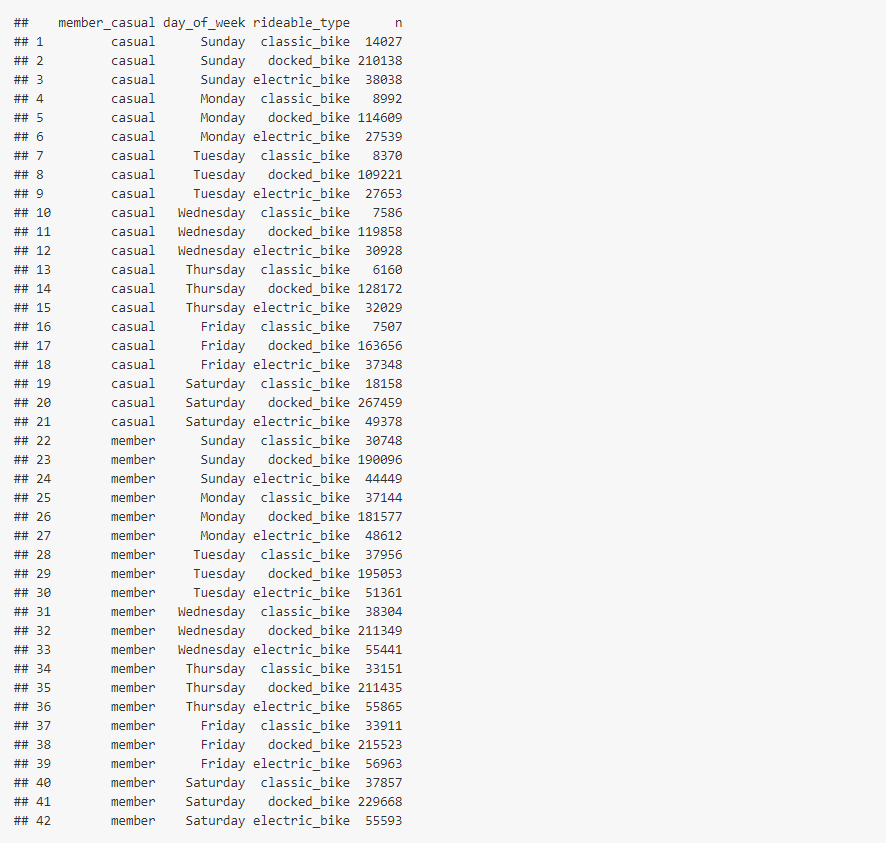 ##    member_casual day_of_week rideable_type      n
## 1         casual      Sunday  classic_bike  14027
## 2         casual      Sunday   docked_bike 210138
## 3         casual      Sunday electric_bike  38038
## 4         casual      Monday  classic_bike   8992
## 5         casual      Monday   docked_bike 114609
## 6         casual      Monday electric_bike  27539
## 7         casual     Tuesday  classic_bike   8370
## 8         casual     Tuesday   docked_bike 109221
## 9         casual     Tuesday electric_bike  27653
## 10        casual   Wednesday  classic_bike   7586
## 11        casual   Wednesday   docked_bike 119858
## 12        casual   Wednesday electric_bike  30928
## 13        casual    Thursday  classic_bike   6160
## 14        casual    Thursday   docked_bike 128172
## 15        casual    Thursday electric_bike  32029
## 16        casual      Friday  classic_bike   7507
## 17        casual      Friday   docked_bike 163656
## 18        casual      Friday electric_bike  37348
## 19        casual    Saturday  classic_bike  18158
## 20        casual    Saturday   docked_bike 267459
## 21        casual    Saturday electric_bike  49378
## 22        member      Sunday  classic_bike  30748
## 23        member      Sunday   docked_bike 190096
## 24        member      Sunday electric_bike  44449
## 25        member      Monday  classic_bike  37144
## 26        member      Monday   docked_bike 181577
## 27        member      Monday electric_bike  48612
## 28        member     Tuesday  classic_bike  37956
## 29        member     Tuesday   docked_bike 195053
## 30        member     Tuesday electric_bike  51361
## 31        member   Wednesday  classic_bike  38304
## 32        member   Wednesday   docked_bike 211349
## 33        member   Wednesday electric_bike  55441
## 34        member    Thursday  classic_bike  33151
## 35        member    Thursday   docked_bike 211435
## 36        member    Thursday electric_bike  55865
## 37        member      Friday  classic_bike  33911
## 38        member      Friday   docked_bike 215523
## 39        member      Friday electric_bike  56963
## 40        member    Saturday  classic_bike  37857
## 41        member    Saturday   docked_bike 229668
## 42        member    Saturday electric_bike  55593